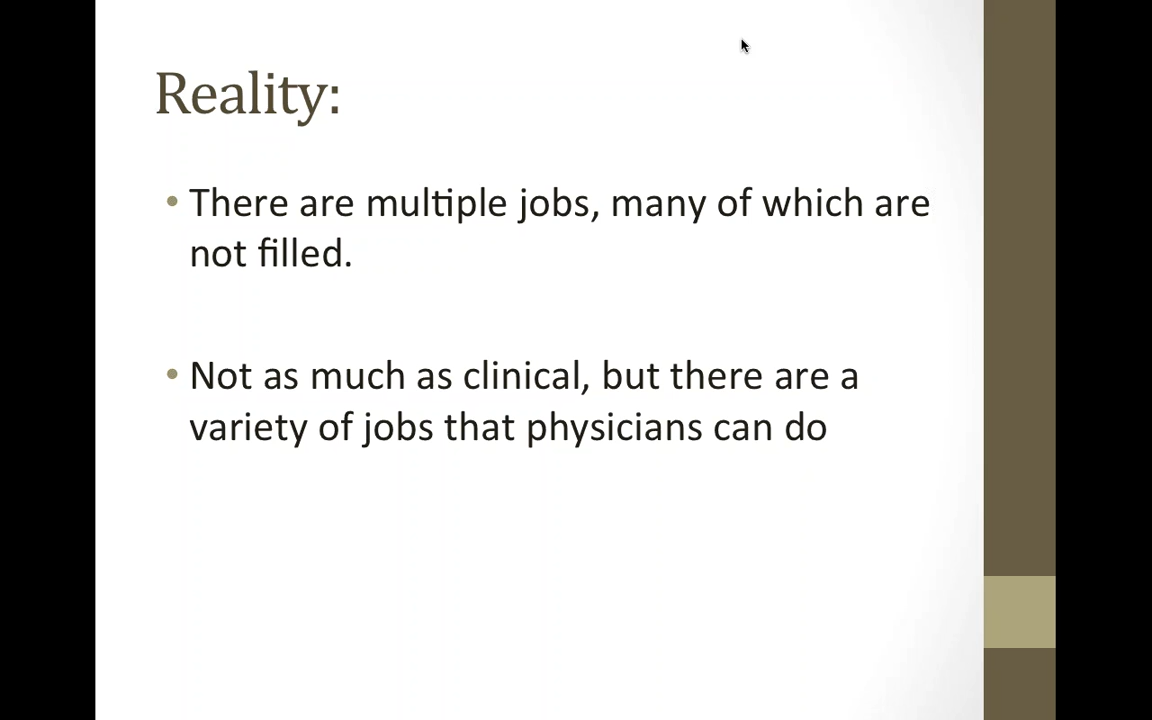 Reality:
• There are multiple jobs, many of which are
not filled.
• Not as much as clinical, but there are a
variety of jobs that physicians can do